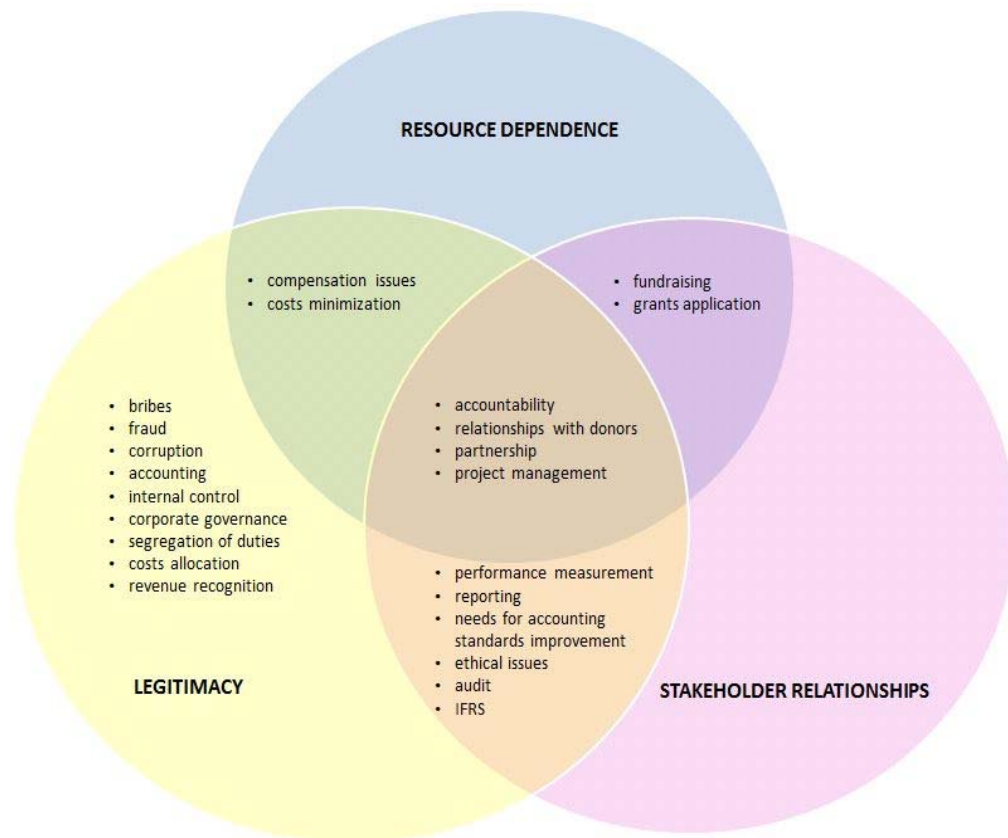 RESOURCE DEPENDENCE
• compensation issues
• costs minimization
• fundraising
• grants application
• bribes
• fraud
• corruption
• accounting
• internal control
• corporate governance
• segregation of duties
• costs allocation
• revenue recognition
• accountability
• relationships with donors
• partnership
• project management
• performance measurement
• reporting
• needs for accounting
standards improvement
• ethical issues
• audit
• IFRS
LEGITIMACY
STAKEHOLDER RELATIONSHIPS